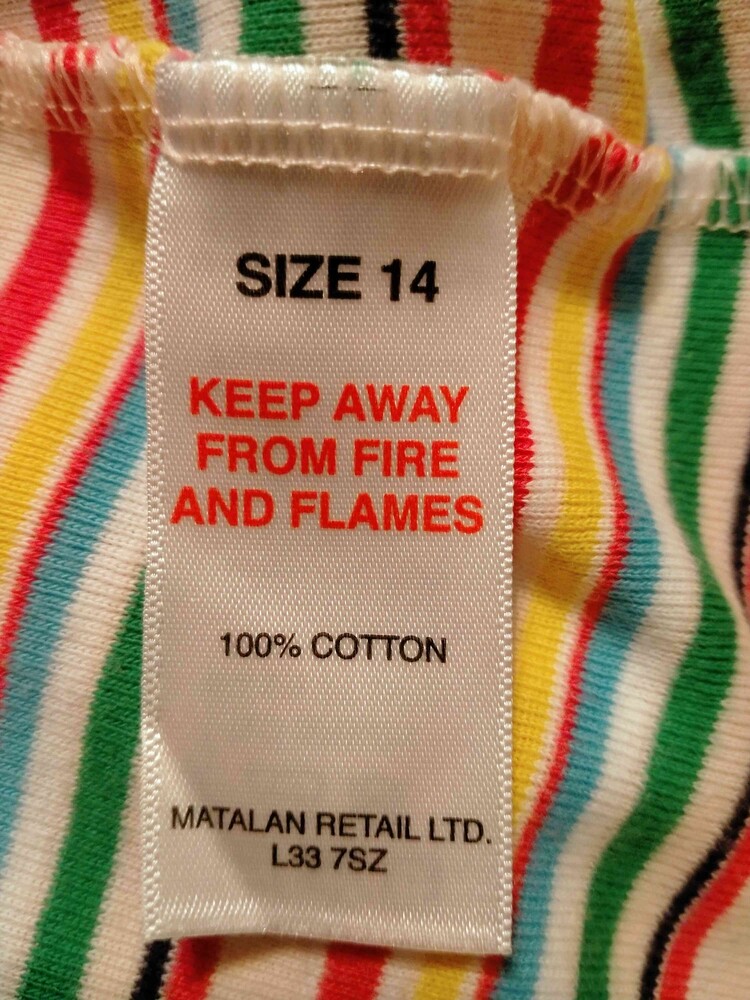 SIZE 14
KEEP AWAY
FROM FIRE
AND FLAMES
100% COTTON
MATALAN RETAIL LTD.
L33 7SZ